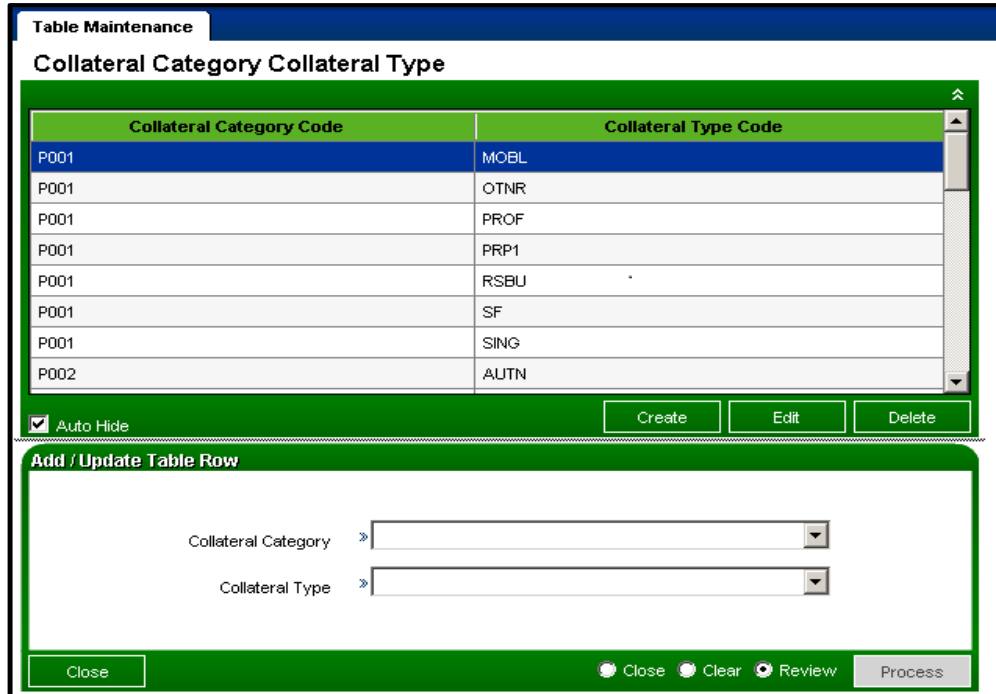 Table Maintenance
Collateral Category Collateral Type
Collateral Category Code Collateral Type Code
P001 MOBL
P001 OTNR
P001 PROF
P001 PRP1
P001 RSBU
P001 SF
P001 SING
P002 AUTN
Auto Hide Create Edit Delete
Add / Update Table Row
Collateral Category »
Collateral Type »
Close Close Clear Review Process